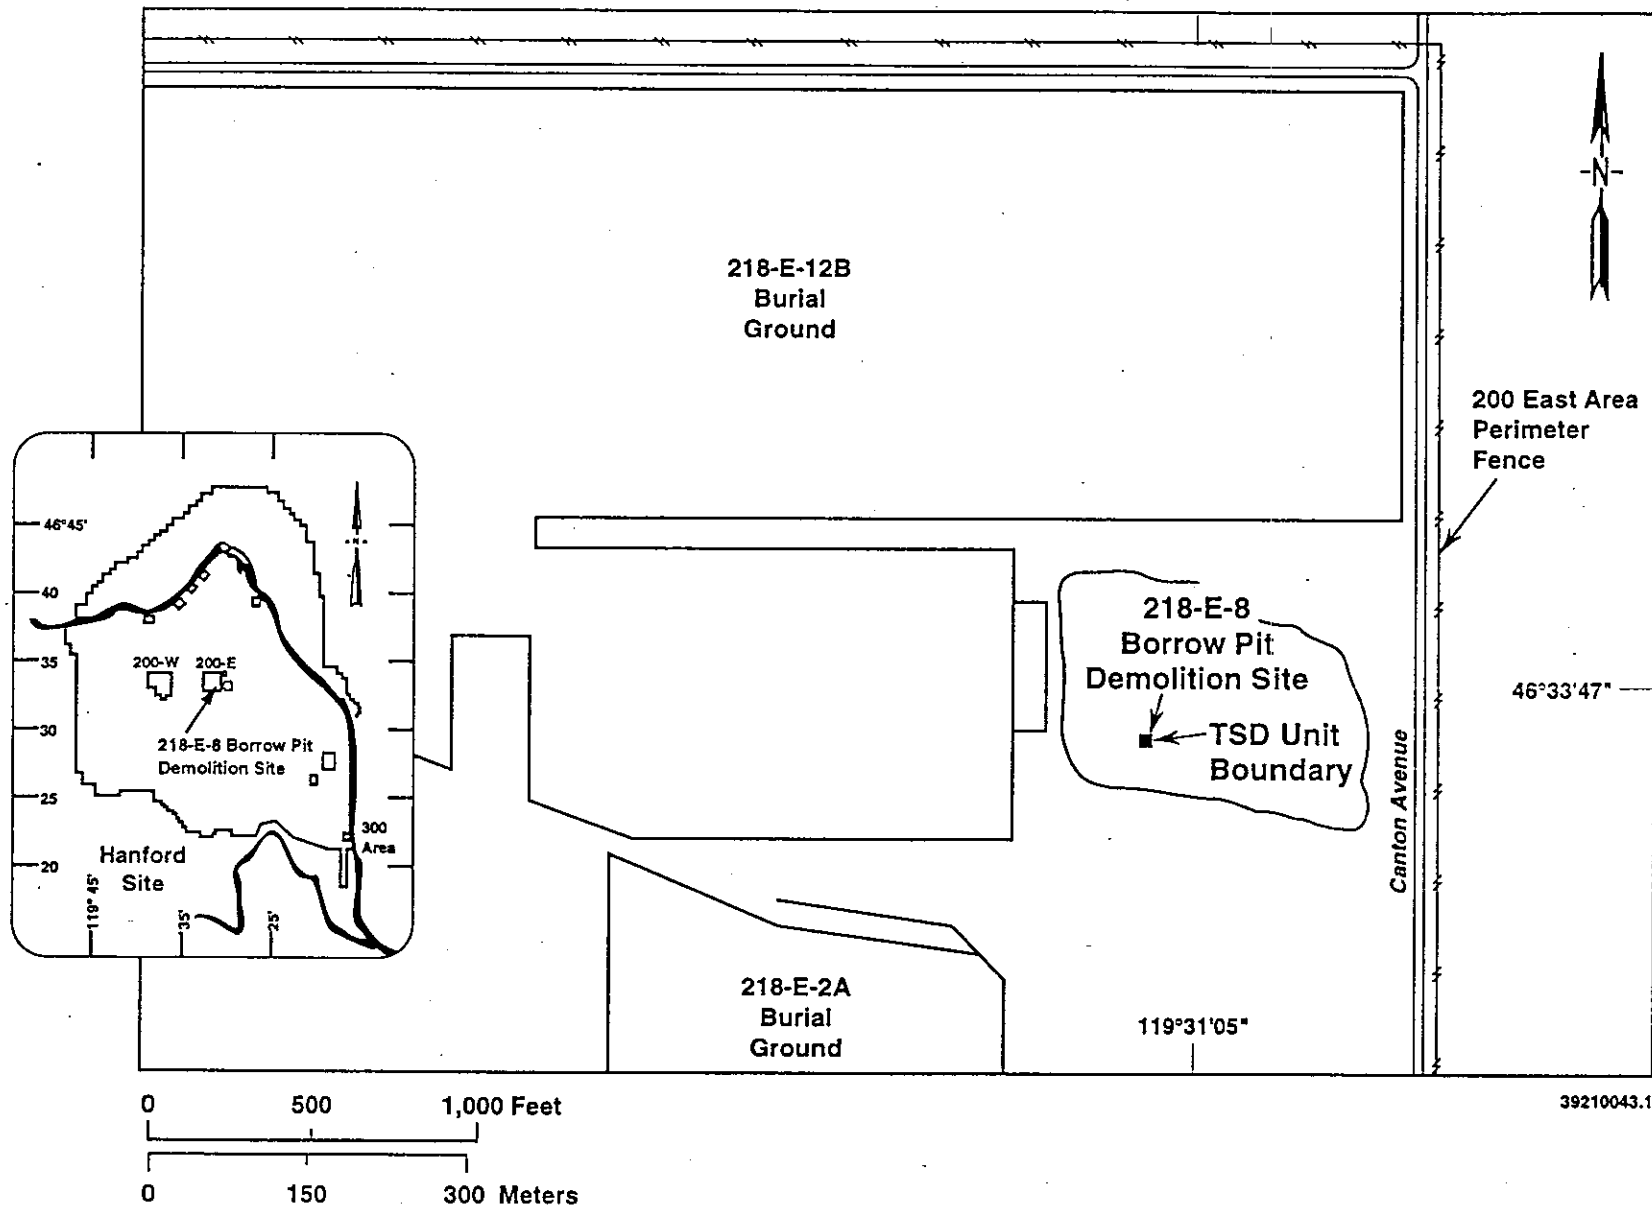 -N-
218-E-12B
Burial
Ground
200 East Area
Perimeter
Fence
46°45'
40
35
30
25
20
-N-
200-W
200-E
218-E-8 Borrow Pit
Demolition Site
300
Area
Hanford
Site
119° 45'
35'
25'
218-E-8
Borrow Pit
Demolition Site
TSD Unit
Boundary
46°33'47"
Canton Avenue
218-E-2A
Burial
Ground
119°31'05"
0 500 1,000 Feet
0 150 300 Meters
39210043.1